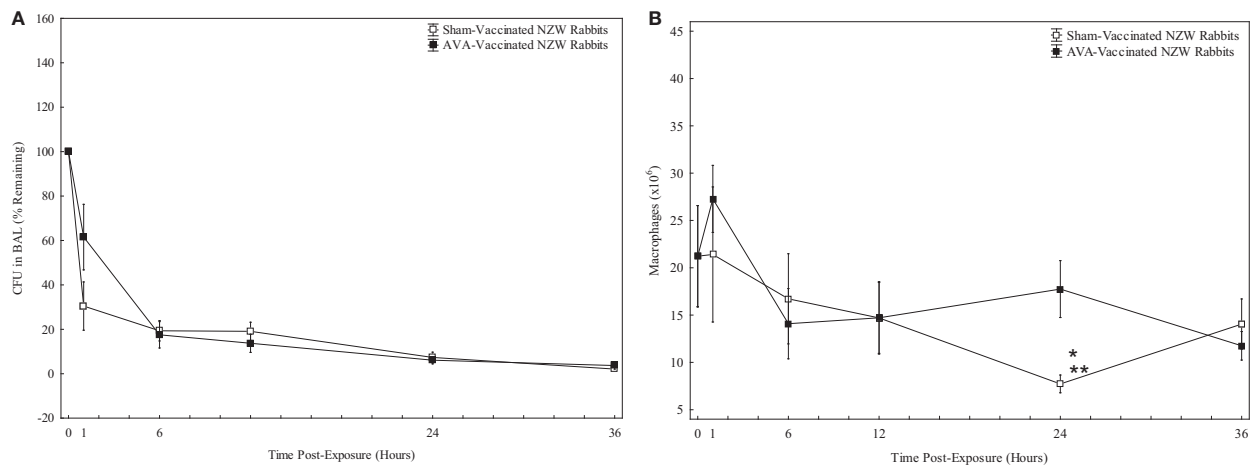 A
Sham-Vaccinated NZW Rabbits
AVA-Vaccinated NZW Rabbits
160
140
120
100
80
60
40
20
0
-20
CFU in BAL (% Remaining)
0 1 6 24 36
Time Post-Exposure (Hours)
B
Sham-Vaccinated NZW Rabbits
AVA-Vaccinated NZW Rabbits
45
40
35
30
25
20
15
10
5
Macrophages (x10⁶)
*
**
0 1 6 12 24 36
Time Post-Exposure (Hours)